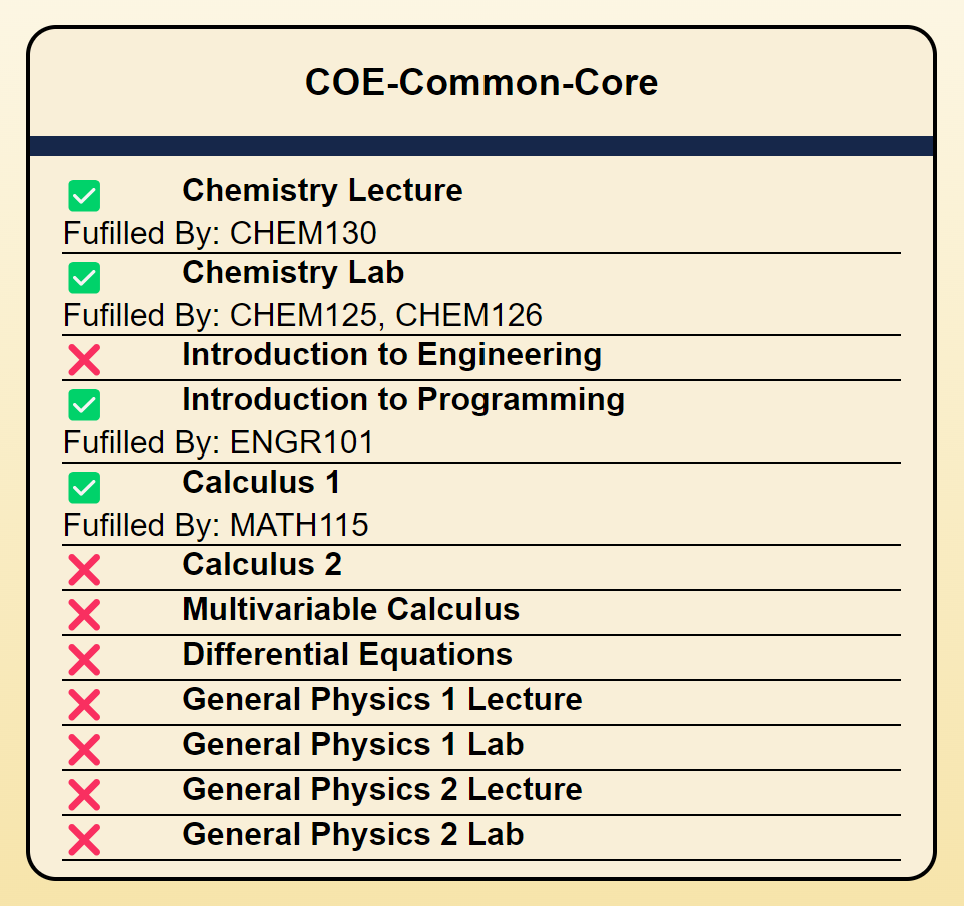 COE-Common-Core
Chemistry Lecture
Fufilled By: CHEM130
Chemistry Lab
Fufilled By: CHEM125, CHEM126
Introduction to Engineering
Introduction to Programming
Fufilled By: ENGR101
Calculus 1
Fufilled By: MATH115
Calculus 2
Multivariable Calculus
Differential Equations
General Physics 1 Lecture
General Physics 1 Lab
General Physics 2 Lecture
General Physics 2 Lab